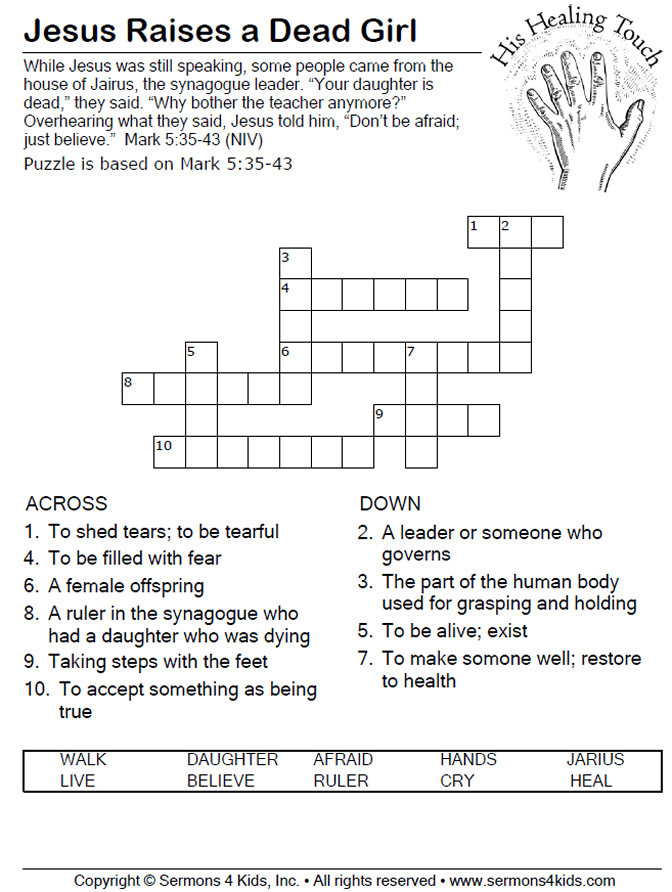 Jesus Raises a Dead Girl
His Healing Touch
While Jesus was still speaking, some people came from the
house of Jairus, the synagogue leader. “Your daughter is
dead,” they said. “Why bother the teacher anymore?”
Overhearing what they said, Jesus told him, “Don’t be afraid;
just believe.”  Mark 5:35-43 (NIV)
Puzzle is based on Mark 5:35-43
1 2
3
4
5 6 7
8
9
10
ACROSS
1. To shed tears; to be tearful
4. To be filled with fear
6. A female offspring
8. A ruler in the synagogue who
had a daughter who was dying
9. Taking steps with the feet
10. To accept something as being
true
DOWN
2. A leader or someone who
governs
3. The part of the human body
used for grasping and holding
5. To be alive; exist
7. To make somone well; restore
to health
WALK DAUGHTER AFRAID HANDS JARIUS
LIVE BELIEVE RULER CRY HEAL
Copyright © Sermons 4 Kids, Inc. • All rights reserved • www.sermons4kids.com